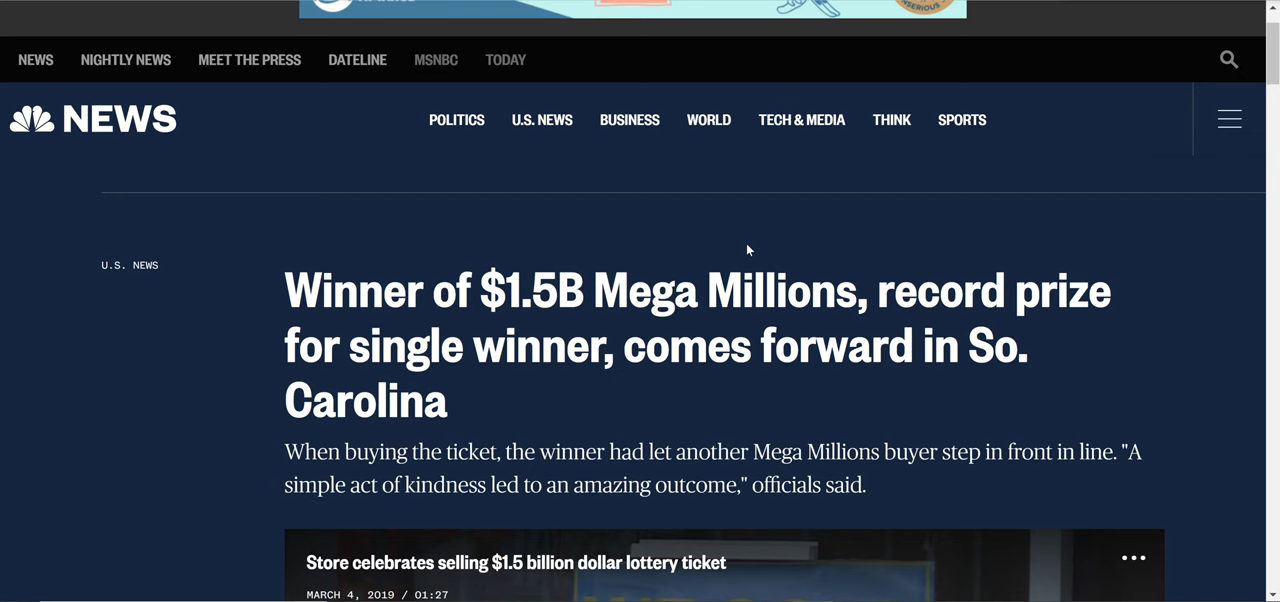 NEWS NIGHTLY NEWS MEET THE PRESS DATELINE MSNBC TODAY
NEWS POLITICS U.S. NEWS BUSINESS WORLD TECH & MEDIA THINK SPORTS
U.S. NEWS
Winner of $1.5B Mega Millions, record prize
for single winner, comes forward in So.
Carolina
When buying the ticket, the winner had let another Mega Millions buyer step in front in line. "A
simple act of kindness led to an amazing outcome," officials said.
Store celebrates selling $1.5 billion dollar lottery ticket
MARCH 4, 2019 / 01:27